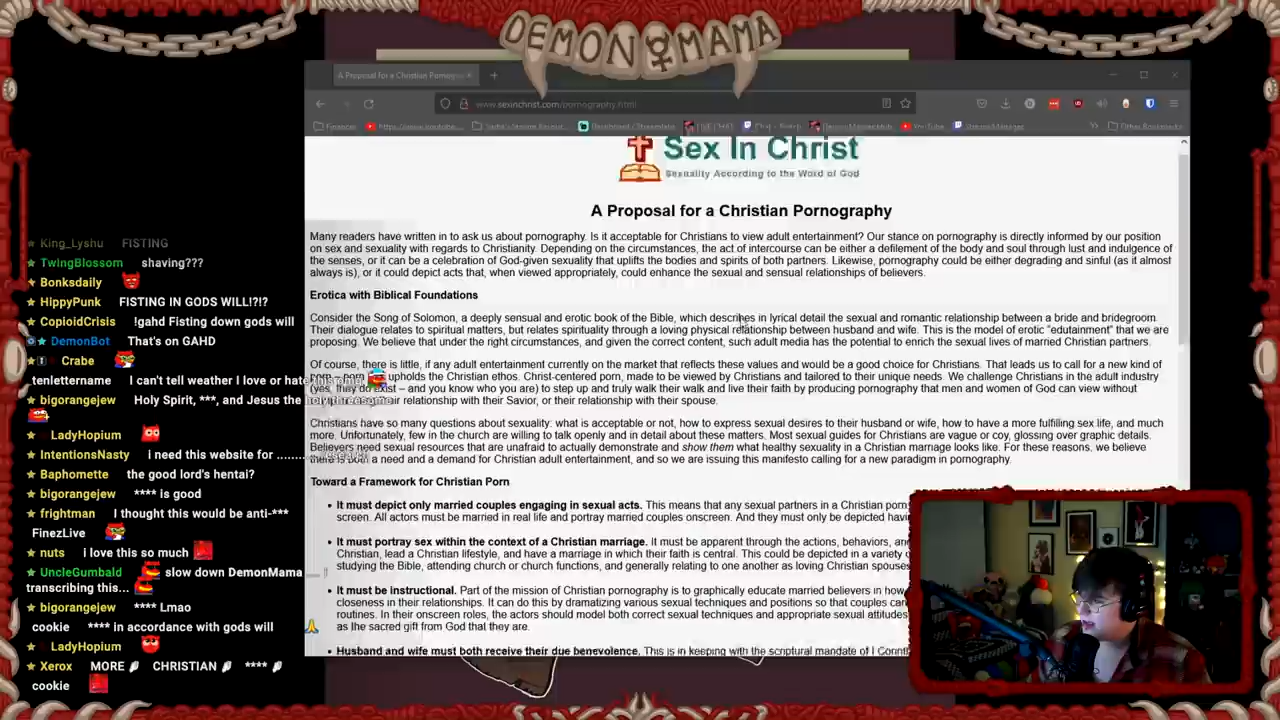 DEMON MAMA
A Proposal for a Christian Pornogra
www.sexinchrist.com/pornography.html
Finances
Other Bookmarks
YouTube
Sex In Christ
Sexuality According to the Word of God
A Proposal for a Christian Pornography
Many readers have written in to ask us about pornography. Is it acceptable for Christians to view adult entertainment? Our stance on pornography is directly informed by our position
on sex and sexuality with regards to Christianity. Depending on the circumstances, the act of intercourse can be either a defilement of the body and soul through lust and indulgence of
the senses, or it can be a celebration of God-given sexuality that uplifts the bodies and spirits of both partners. Likewise, pornography could be either degrading and sinful (as it almost
always is), or it could depict acts that, when viewed appropriately, could enhance the sexual and sensual relationships of believers.
Erotica with Biblical Foundations
Consider the Song of Solomon, a deeply sensual and erotic book of the Bible, which describes in lyrical detail the sexual and romantic relationship between a bride and bridegroom.
Their dialogue relates to spiritual matters, but relates spirituality through a loving physical relationship between husband and wife. This is the model of erotic "edutainment" that we are
proposing. We believe that under the right circumstances, and given the correct content, such adult media has the potential to enrich the sexual lives of married Christian partners.
Of course, there is little, if any adult entertainment currently on the market that reflects these values and would be a good choice for Christians. That leads us to call for a new kind of
upholds the Christian ethos. Christ-centered porn, made to be viewed by Christians and tailored to their unique needs. We challenge Christians in the adult industry
(yes, they do exist – and you know who you are) to step up and truly walk their walk and live their faith by producing pornography that men and women of God can view without
their relationship with their Savior, or their relationship with their spouse.
Christians have so many questions about sexuality: what is acceptable or not, how to express sexual desires to their husband or wife, how to have a more fulfilling sex life, and much
more. Unfortunately, few in the church are willing to talk openly and in detail about these matters. Most sexual guides for Christians are vague or coy, glossing over graphic details.
Believers need sexual resources that are unafraid to actually demonstrate and show them what healthy sexuality in a Christian marriage looks like. For these reasons, we believe
there is both a need and a demand for Christian adult entertainment, and so we are issuing this manifesto calling for a new paradigm in pornography.
Toward a Framework for Christian Porn
• It must depict only married couples engaging in sexual acts. This means that any sexual partners in a Christian porn
screen. All actors must be married in real life and portray married couples onscreen. And they must only be depicted havi
• It must portray sex within the context of a Christian marriage. It must be apparent through the actions, behaviors, an
Christian, lead a Christian lifestyle, and have a marriage in which their faith is central. This could be depicted in a variety
studying the Bible, attending church or church functions, and generally relating to one another as loving Christian spouses
• It must be instructional. Part of the mission of Christian pornography is to graphically educate married believers in how
closeness in their relationships. It can do this by dramatizing various sexual techniques and positions so that couples can
routines. In their onscreen roles, the actors should model both correct sexual techniques and appropriate sexual attitudes
as the sacred gift from God that they are.
• Husband and wife must both receive their due benevolence. This is in keeping with the scriptural mandate of I Corint
King_Lyshu FISTING
TwingBlossom shaving???
Bonksdaily
HippyPunk FISTING IN GODS WILL!?!?
CopioidCrisis !gahd Fisting down gods will
DemonBot That's on GAHD
Crabe
tenlettername I can't tell weather I love or hate
bigorangejew Holy Spirit, ***, and Jesus the
holy threesome
LadyHopium
IntentionsNasty i need this website for ..........
research
Baphomette the good lord's hentai?
bigorangejew **** is good
frightman I thought this would be anti-***
FinezLive
nuts i love this so much
UncleGumbald slow down DemonMama
transcribing this...
bigorangejew **** Lmao
cookie **** in accordance with gods will
LadyHopium
Xerox MORE CHRISTIAN ****
cookie